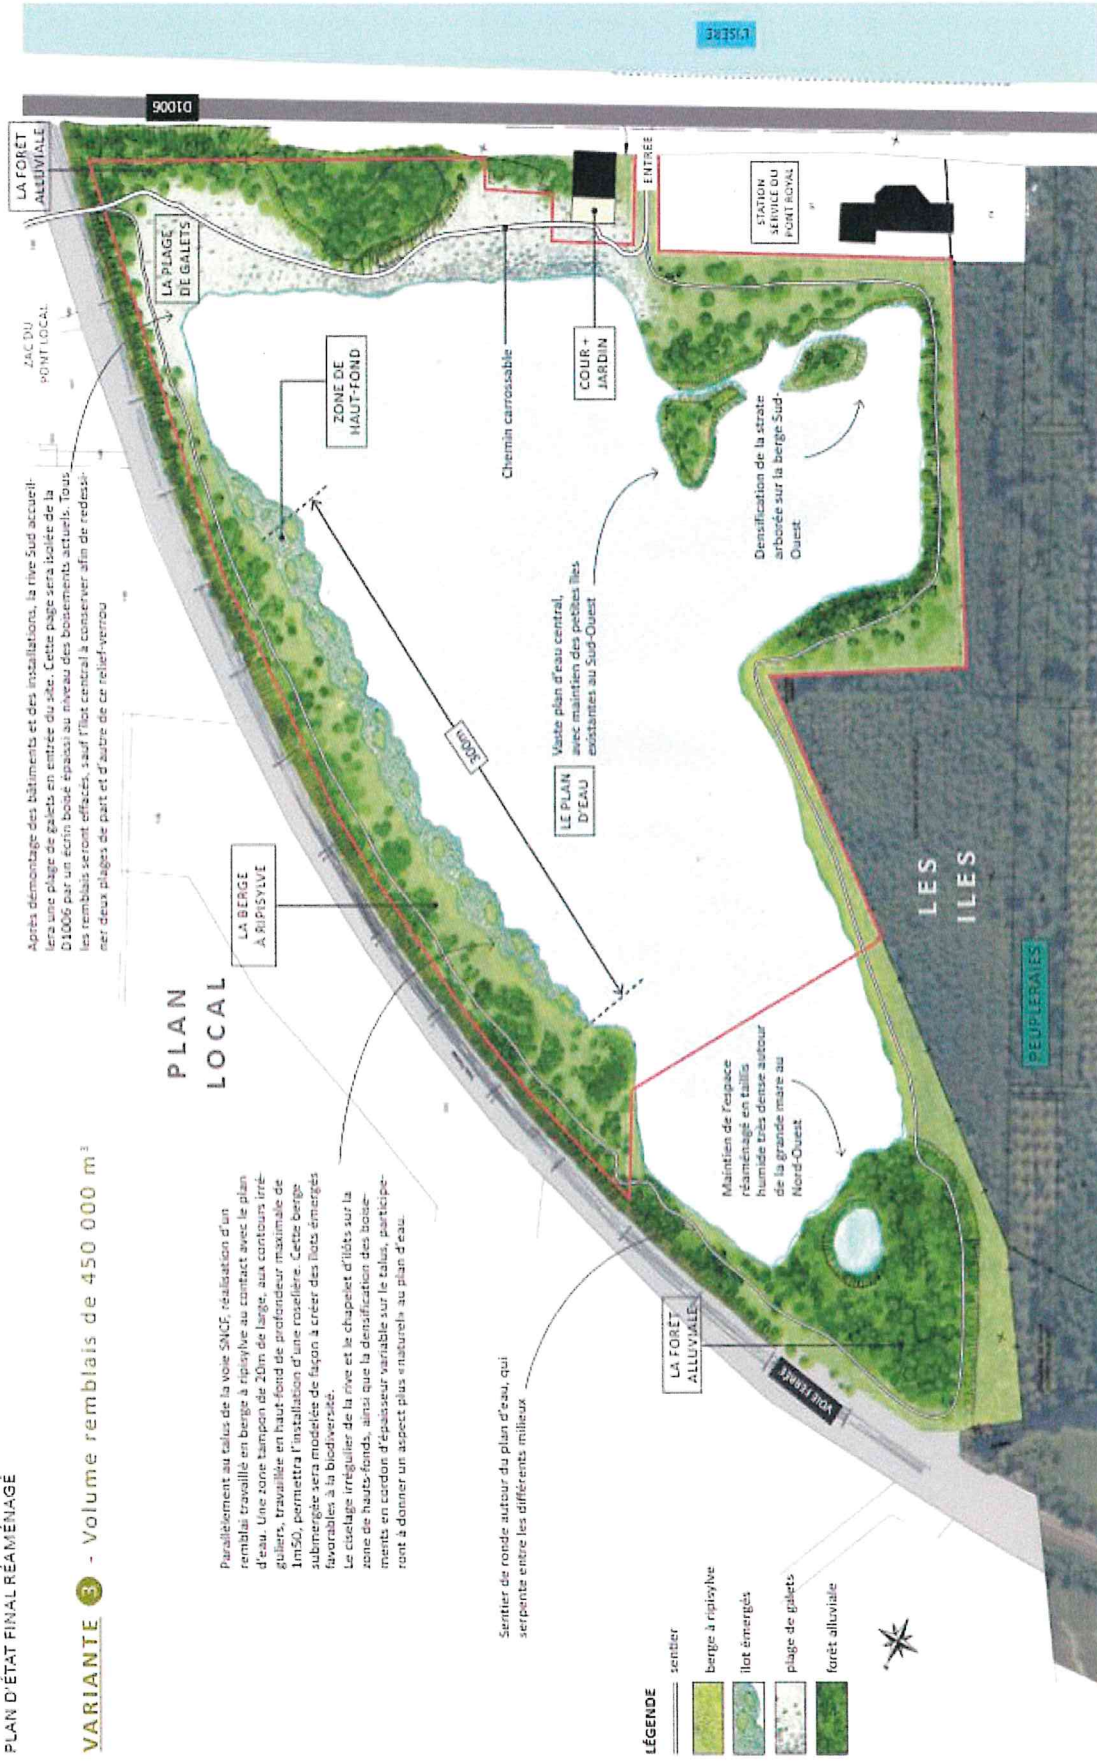 PLAN D'ÉTAT FINAL RÉAMÉNAGÉ
VARIANTE 3 - Volume remblais de 450 000 m³
Après démontage des bâtiments et des installations, la rive Sud accueil-
lera une plage de galets en entrée du site. Cette page sera isolée de la
D1006 par un écrin boisé épaissi au niveau des boisements actuels. Tous
les remblais seront effacés, sauf l'îlot central à conserver afin de redessi-
ner deux plages de part et d'autre de ce relief-verrou
Parallèlement au talus de la voie SNCF, réalisation d'un
remblai travaillé en berge à ripisylve au contact avec le plan
d'eau. Une zone tampon de 20m de large, aux contours irré-
guliers, travaillée en haut-fond de profondeur maximale de
1m50, permettra l'installation d'une roselière. Cette berge
submergée sera modelée de façon à créer des îlots émergés
favorables à la biodiversité.
Le ciselage irrégulier de la rive et le chapelet d'îlôts sur la
zone de hauts-fonds, ainsi que la densification des boise-
ments en cordon d'épaisseur variable sur le talus, participe-
ront à donner un aspect plus «naturel» au plan d'eau.
Sentier de ronde autour du plan d'eau, qui
serpente entre les différents milieux
PLAN
LOCAL
ZAC DU
PONT LOCAL
LA FORÊT
ALLUVIALE
D1006
L'ISÈRE
LA PLAGE
DE GALETS
ZONE DE
HAUT-FOND
Chemin carrossable
COUR +
JARDIN
ENTREE
STATION
SERVICE DU
PONT ROYAL
LA BERGE
À RIPISYLVE
300m
LE PLAN
D'EAU
Vaste plan d'eau central,
avec maintien des petites îles
existantes au Sud-Ouest
Densification de la strate
arborée sur la berge Sud-
Ouest
Maintien de l'espace
réaménagé en taillis
humide très dense autour
de la grande mare au
Nord-Ouest
LA FORÊT
ALLUVIALE
VOIE FERRÉE
LES
ILES
PEUPLERAIES
LÉGENDE
sentier
berge à ripisylve
ilot émergés
plage de galets
forêt alluviale